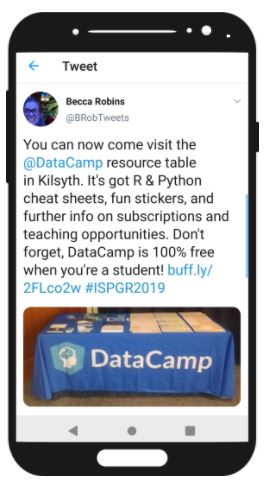 Tweet
Becca Robins
@BRobTweets
You can now come visit the
@DataCamp resource table
in Kilsyth. It's got R & Python
cheat sheets, fun stickers, and
further info on subscriptions and
teaching opportunities. Don't
forget, DataCamp is 100% free
when you're a student! buff.ly/
2FLco2w #ISPGR2019
DataCamp